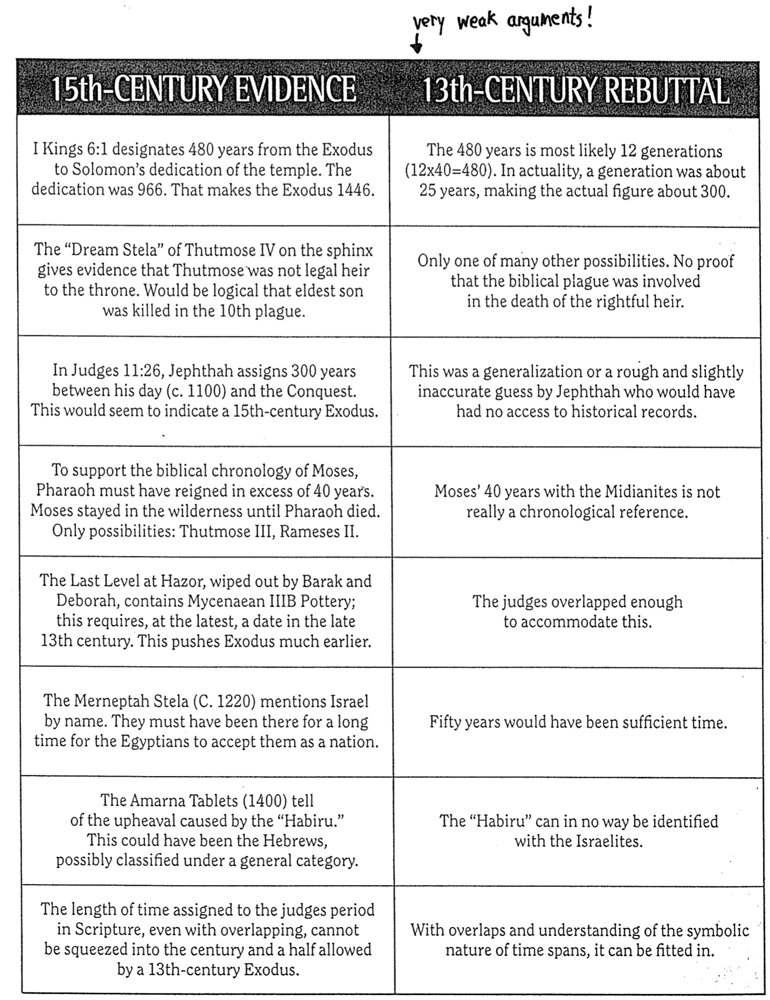 very weak arguments!
15th-CENTURY EVIDENCE
13th-CENTURY REBUTTAL
I Kings 6:1 designates 480 years from the Exodus
to Solomon's dedication of the temple. The
dedication was 966. That makes the Exodus 1446.
The 480 years is most likely 12 generations
(12x40=480). In actuality, a generation was about
25 years, making the actual figure about 300.
The “Dream Stela” of Thutmose IV on the sphinx
gives evidence that Thutmose was not legal heir
to the throne. Would be logical that eldest son
was killed in the 10th plague.
Only one of many other possibilities. No proof
that the biblical plague was involved
in the death of the rightful heir.
In Judges 11:26, Jephthah assigns 300 years
between his day (c. 1100) and the Conquest.
This would seem to indicate a 15th-century Exodus.
This was a generalization or a rough and slightly
inaccurate guess by Jephthah who would have
had no access to historical records.
To support the biblical chronology of Moses,
Pharaoh must have reigned in excess of 40 years.
Moses stayed in the wilderness until Pharaoh died.
Only possibilities: Thutmose III, Rameses II.
Moses' 40 years with the Midianites is not
really a chronological reference.
The Last Level at Hazor, wiped out by Barak and
Deborah, contains Mycenaean IIIB Pottery;
this requires, at the latest, a date in the late
13th century. This pushes Exodus much earlier.
The judges overlapped enough
to accommodate this.
The Merneptah Stela (C. 1220) mentions Israel
by name. They must have been there for a long
time for the Egyptians to accept them as a nation.
Fifty years would have been sufficient time.
The Amarna Tablets (1400) tell
of the upheaval caused by the “Habiru.”
This could have been the Hebrews,
possibly classified under a general category.
The “Habiru” can in no way be identified
with the Israelites.
The length of time assigned to the judges period
in Scripture, even with overlapping, cannot
be squeezed into the century and a half allowed
by a 13th-century Exodus.
With overlaps and understanding of the symbolic
nature of time spans, it can be fitted in.